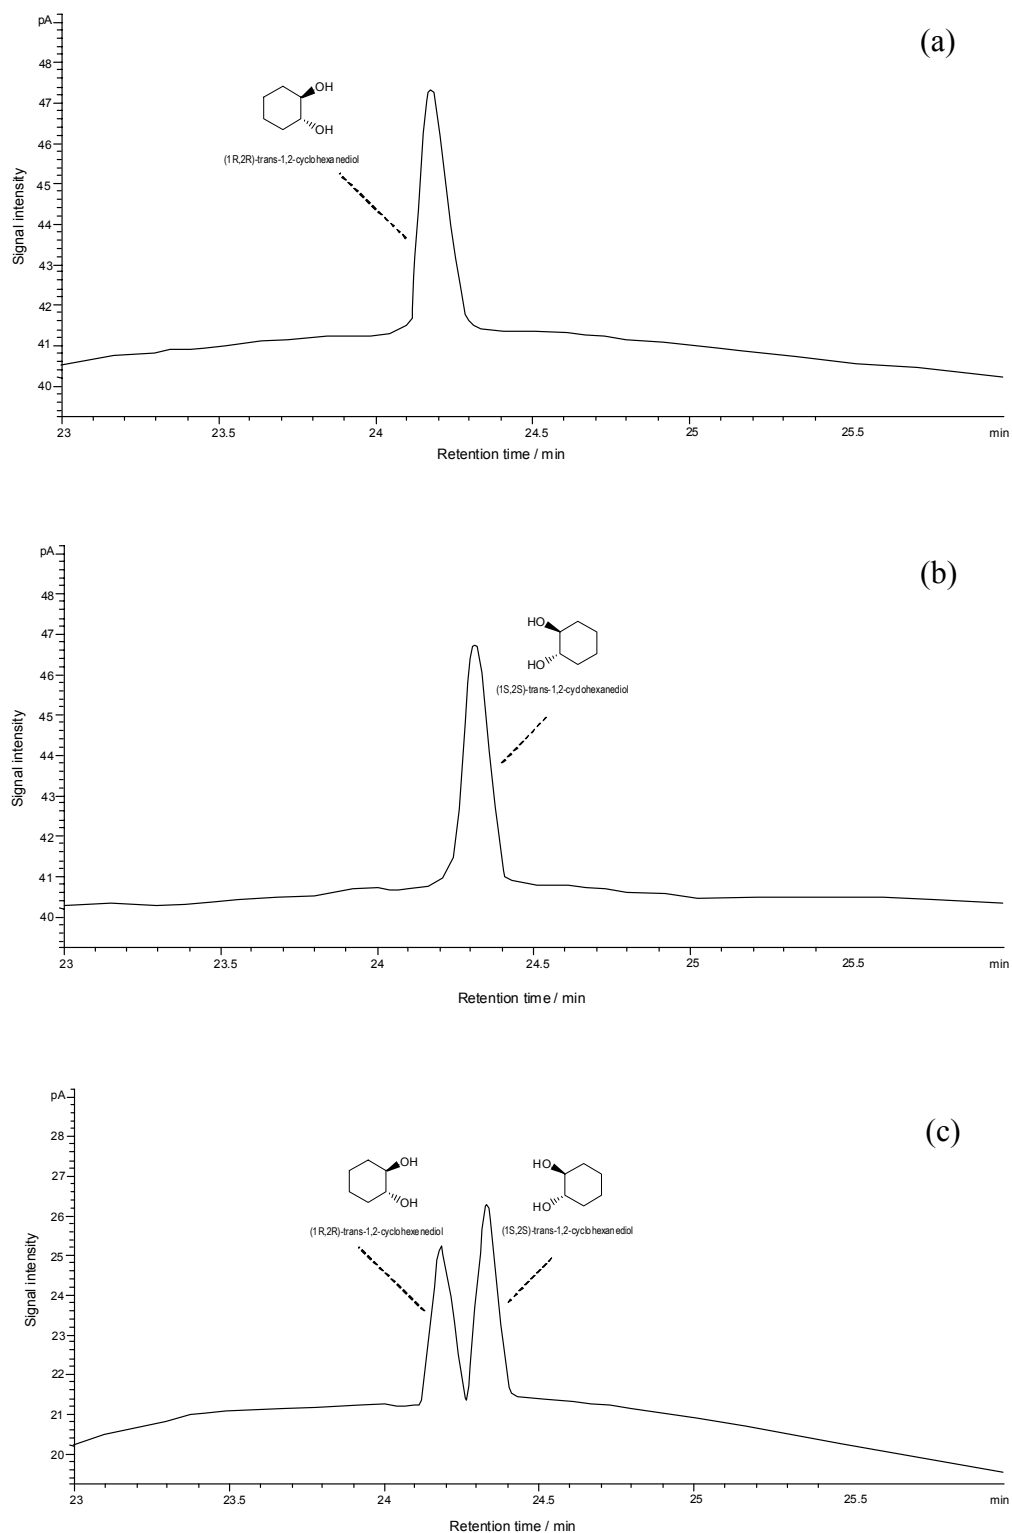 (a)
pA
48
47
46
45
44
43
42
41
40
Signal intensity
OH
OH
(1R,2R)-trans-1,2-cyclohexanediol
23 23.5 24 24.5 25 25.5 min
Retention time / min
(b)
pA
48
47
46
45
44
43
42
41
40
Signal intensity
HO
HO
(1S,2S)-trans-1,2-cyclohexanediol
23 23.5 24 24.5 25 25.5 min
Retention time / min
(c)
pA
28
27
26
25
24
23
22
21
20
Signal intensity
OH
OH
(1R,2R)-trans-1,2-cyclohexenediol
HO
HO
(1S,2S)-trans-1,2-cyclohexanediol
23 23.5 24 24.5 25 25.5 min
Retention time / min